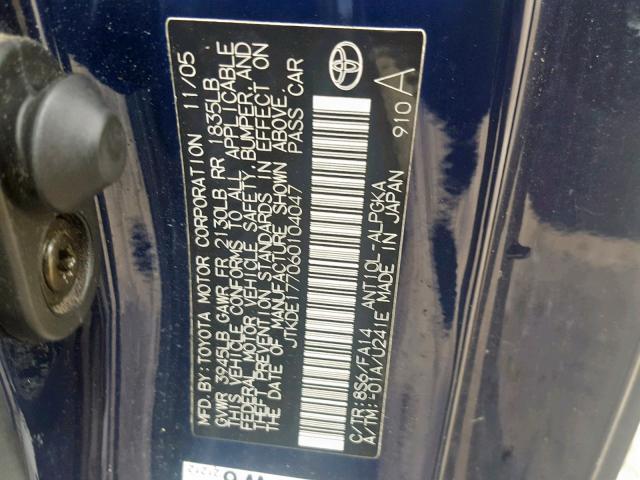 MFD. BY: TOYOTA MOTOR CORPORATION 11/05
GVWR 3945LB GAWR FR 2130LB RR 1835LB
THIS VEHICLE CONFORMS TO ALL APPLICABLE
FEDERAL MOTOR VEHICLE SAFETY, BUMPER, AND
THEFT PREVENTION STANDARDS IN EFFECT ON
THE DATE OF MANUFACTURE SHOWN ABOVE.
JTKDE177060104047 PASS CAR
C/TR: 8S6/FA14 ANT10L-ALPGKA
A/TM: -01A/U241E MADE IN JAPAN 910 A